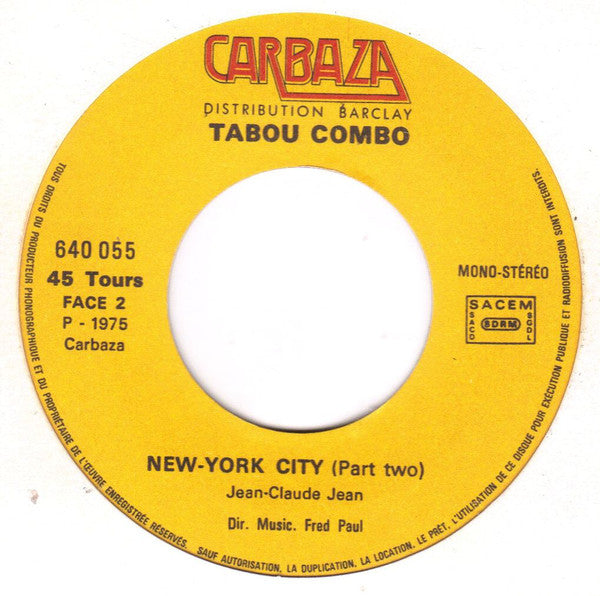 CARBAZA
DISTRIBUTION BARCLAY
TABOU COMBO
640 055
45 Tours
FACE 2
P - 1975
Carbaza
MONO-STÉRÉO
SACEM
SACD
SDRM
SGDL
NEW-YORK CITY (Part two)
Jean-Claude Jean
Dir. Music. Fred Paul
TOUS DROITS DU PRODUCTEUR PHONOGRAPHIQUE ET DU PROPRIÉTAIRE DE L'ŒUVRE ENREGISTRÉE RÉSERVÉS. SAUF AUTORISATION, LA DUPLICATION, LA LOCATION, LE PRÊT, L'UTILISATION DE CE DISQUE POUR EXÉCUTION PUBLIQUE ET RADIODIFFUSION SONT INTERDITS.